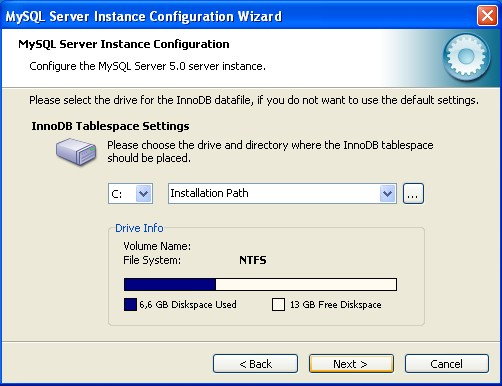 MySQL Server Instance Configuration Wizard
MySQL Server Instance Configuration
Configure the MySQL Server 5.0 server instance.
Please select the drive for the InnoDB datafile, if you do not want to use the default settings.
InnoDB Tablespace Settings
Please choose the drive and directory where the InnoDB tablespace
should be placed.
C: Installation Path ...
Drive Info
Volume Name:
File System: NTFS
6,6 GB Diskspace Used 13 GB Free Diskspace
< Back Next > Cancel